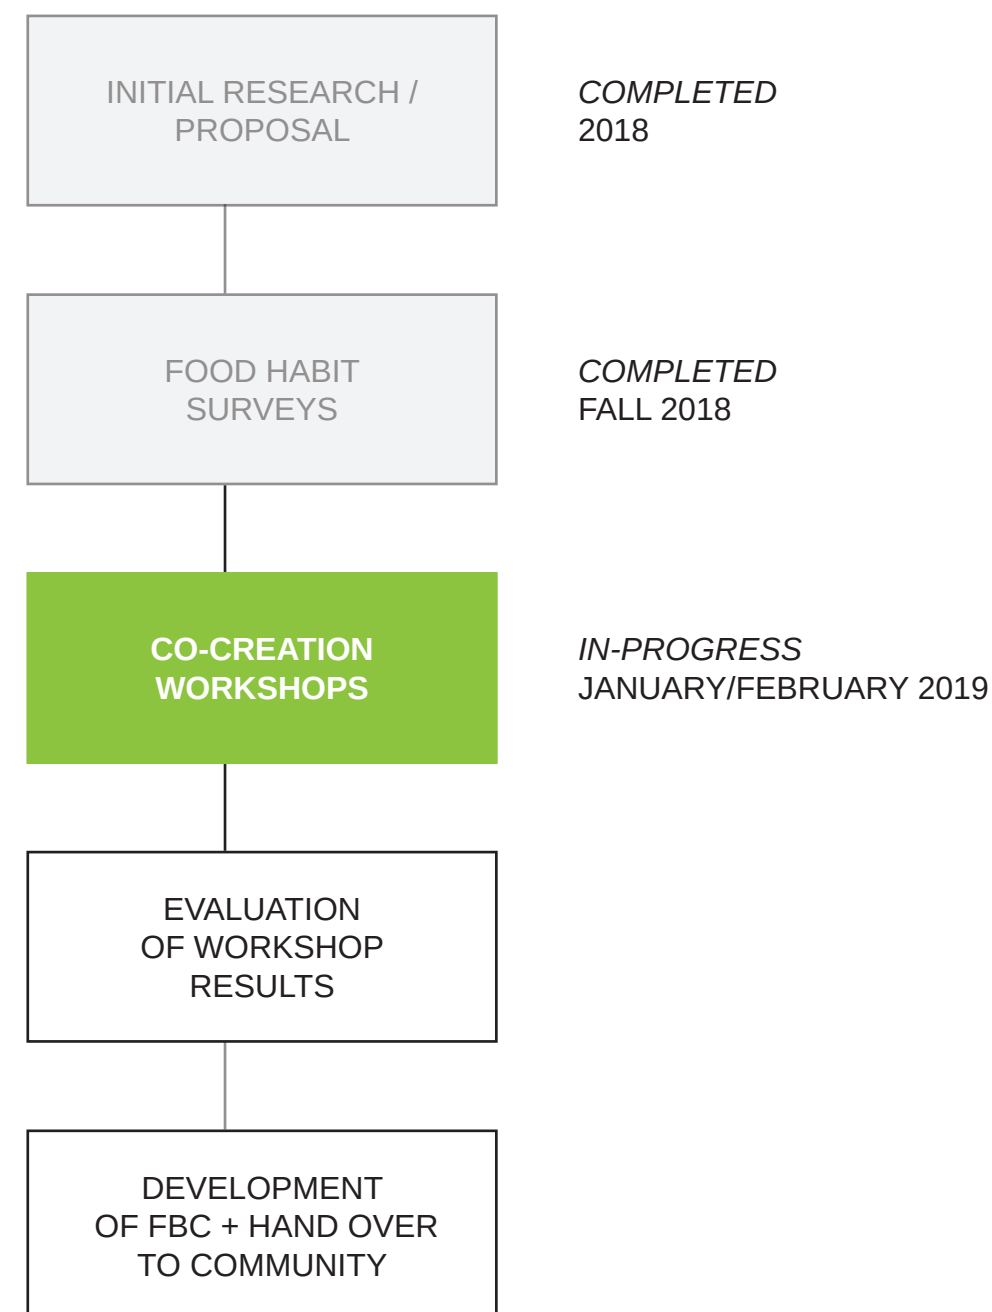 INITIAL RESEARCH /
PROPOSAL
COMPLETED
2018
FOOD HABIT
SURVEYS
COMPLETED
FALL 2018
CO-CREATION
WORKSHOPS
IN-PROGRESS
JANUARY/FEBRUARY 2019
EVALUATION
OF WORKSHOP
RESULTS
DEVELOPMENT
OF FBC + HAND OVER
TO COMMUNITY